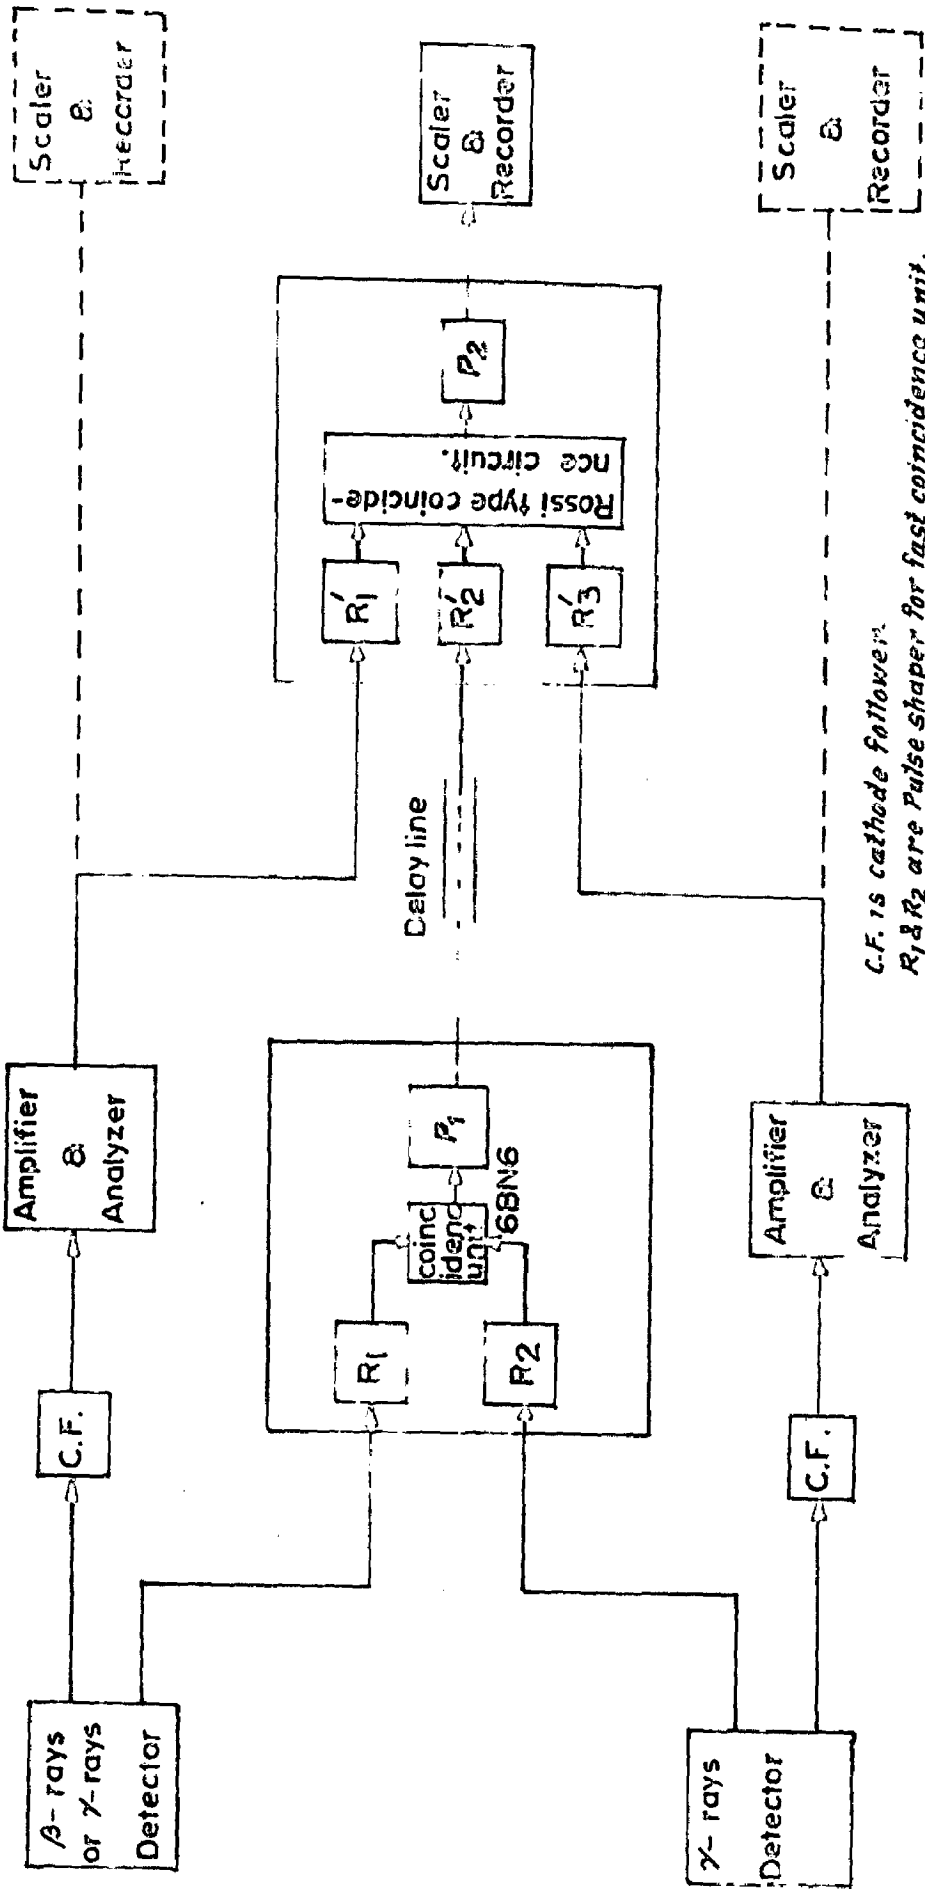 β-rays
or γ-rays
Detector
C.F.
Amplifier
&
Analyzer
Scaler
&
Recorder
R1
R2
coinc
idenc
unit
6BN6
P1
Delay line
R'1
R'2
R'3
Rossi type coincide-
nce circuit.
P2
Scaler
&
Recorder
γ- rays
Detector
C.F.
Amplifier
&
Analyzer
Scaler
&
Recorder
C.F. is cathode follower.
R1&R2 are Pulse shaper for fast coincidence unit.